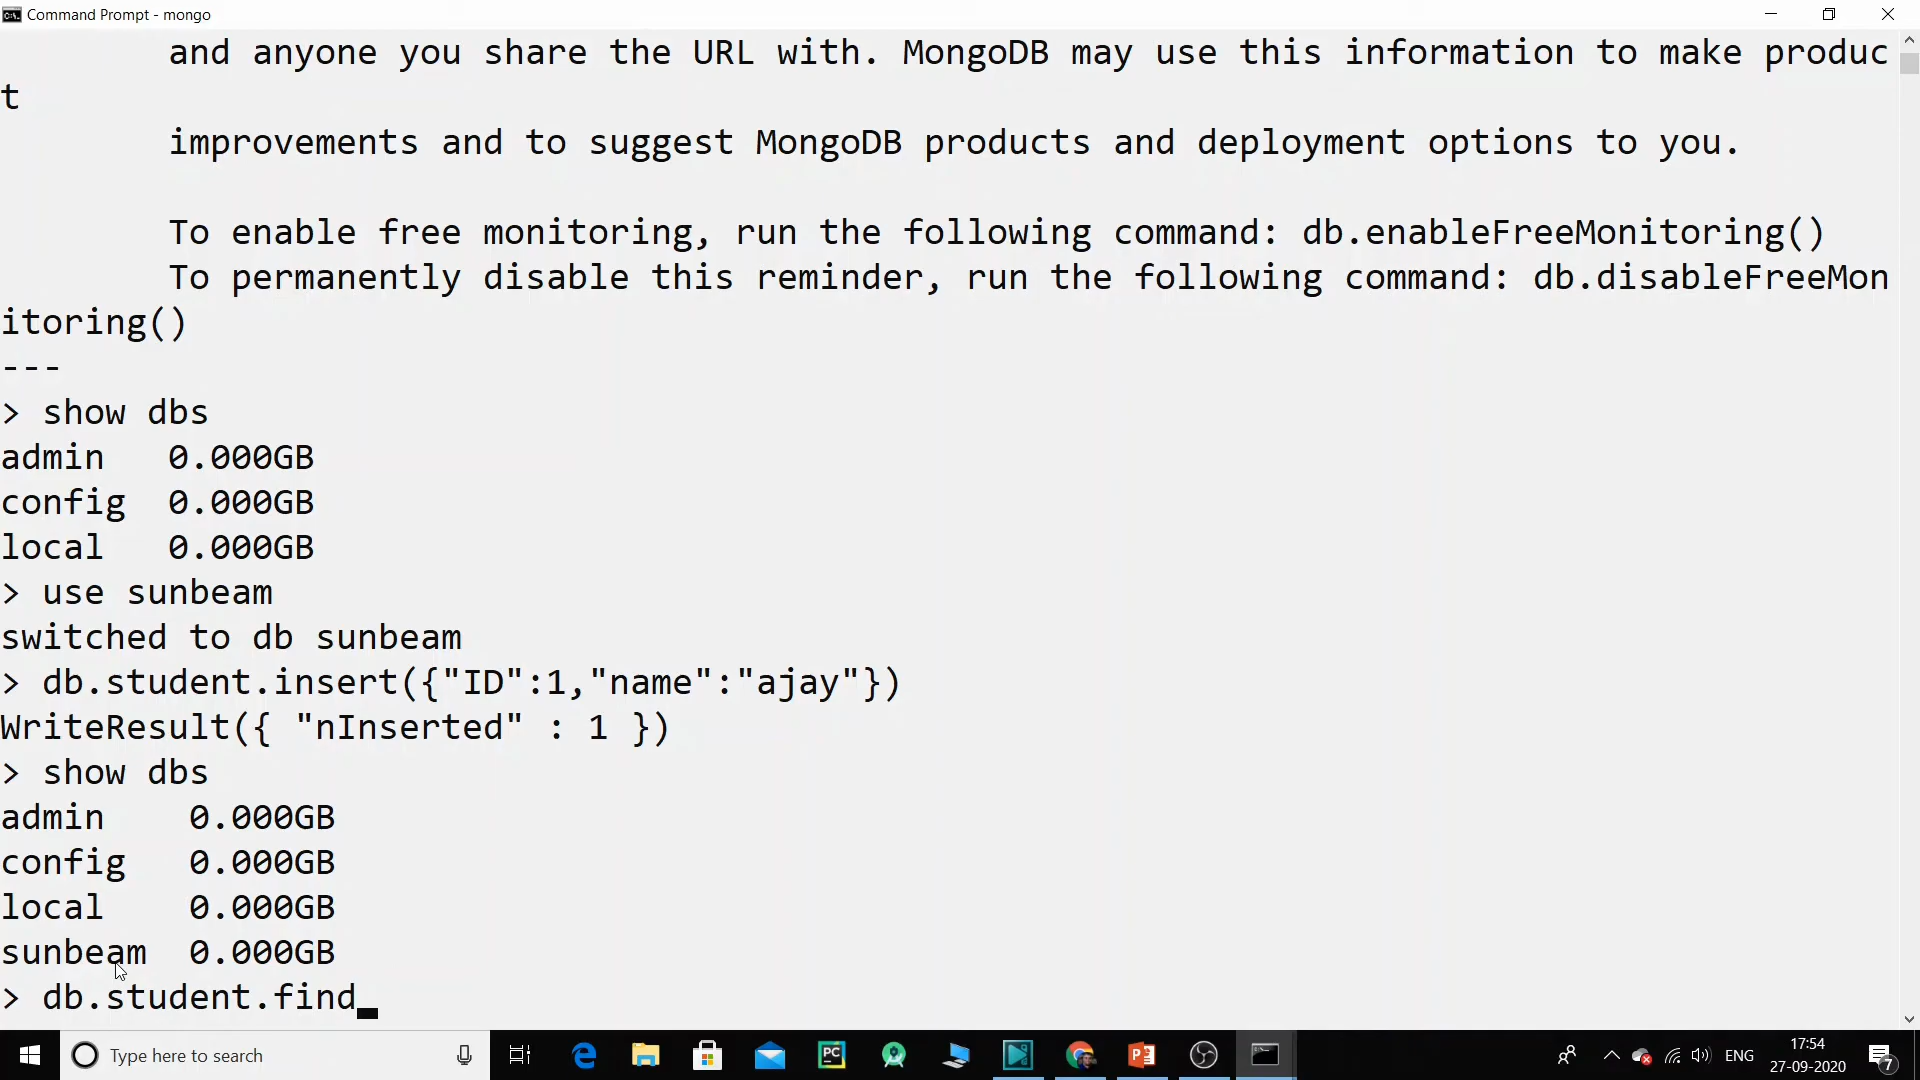 Command Prompt - mongo
and anyone you share the URL with. MongoDB may use this information to make produc
t
improvements and to suggest MongoDB products and deployment options to you.
To enable free monitoring, run the following command: db.enableFreeMonitoring()
To permanently disable this reminder, run the following command: db.disableFreeMon
itoring()
---
> show dbs
admin 0.000GB
config 0.000GB
local 0.000GB
> use sunbeam
switched to db sunbeam
> db.student.insert({"ID":1,"name":"ajay"})
WriteResult({ "nInserted" : 1 })
> show dbs
admin 0.000GB
config 0.000GB
local 0.000GB
sunbeam 0.000GB
> db.student.find_
Type here to search
PC
ENG
17:54
27-09-2020
7